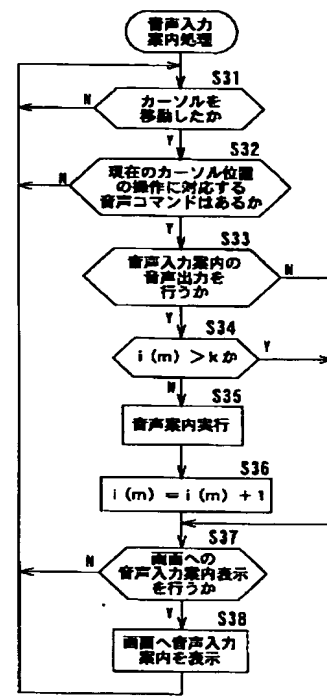 音声入力
案内処理
S31
カーソルを
移動したか
N
Y
S32
現在のカーソル位置
の操作に対応する
音声コマンドはあるか
N
Y
S33
音声入力案内の
音声出力を
行うか
N
Y
S34
i(m)>kか
Y
N
S35
音声案内実行
S36
i(m)=i(m)+1
S37
画面への
音声入力案内表示
を行うか
N
Y
S38
画面へ音声入力
案内を表示